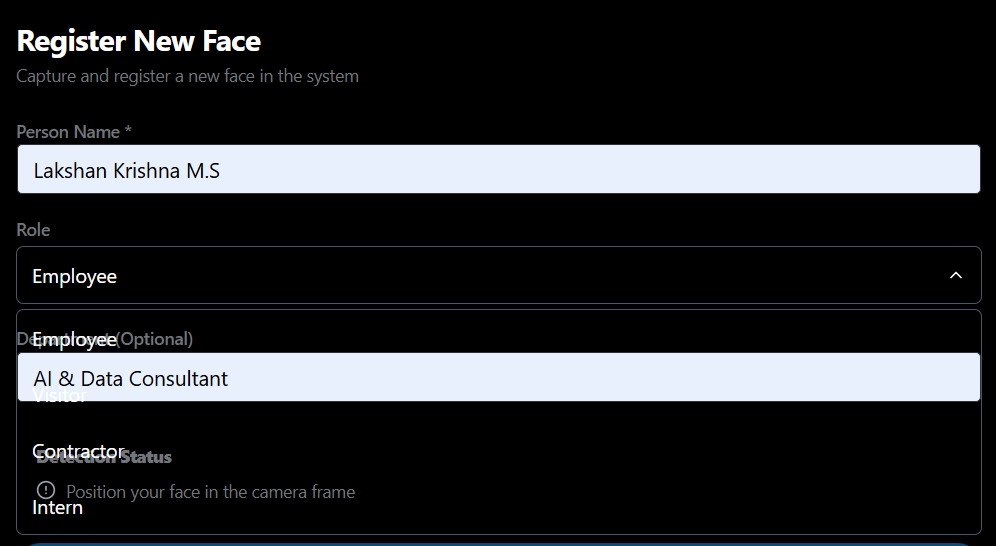 Register New Face
Capture and register a new face in the system
Person Name *
Lakshan Krishna M.S
Role
Employee
Department (Optional)
Employee
AI & Data Consultant
Visitor
Contractor
Detection Status
Position your face in the camera frame
Intern